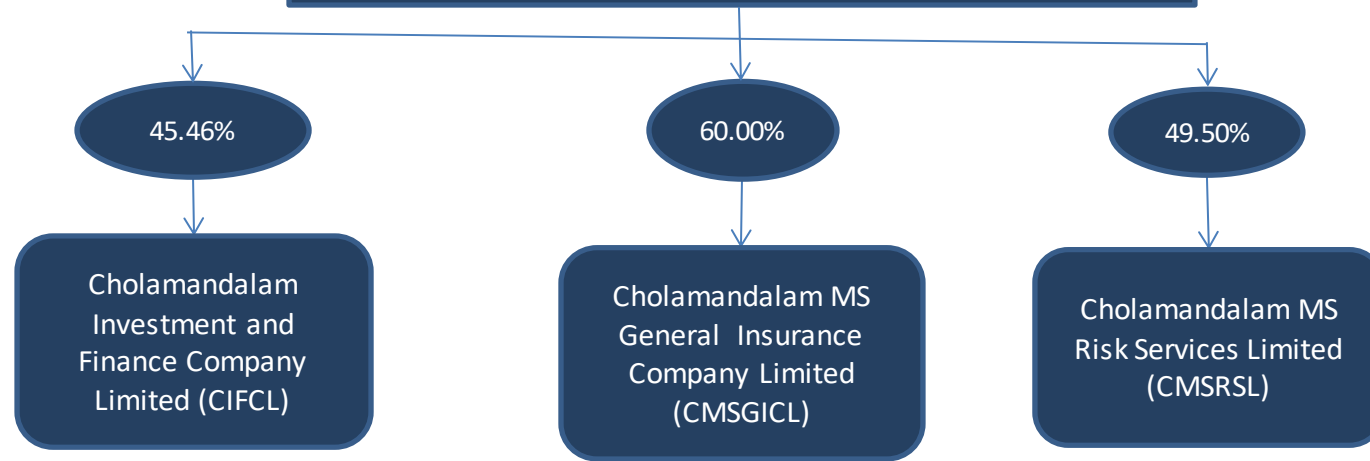 45.46%
60.00%
49.50%
Cholamandalam
Investment and
Finance Company
Limited (CIFCL)
Cholamandalam MS
General Insurance
Company Limited
(CMSGICL)
Cholamandalam MS
Risk Services Limited
(CMSRSL)